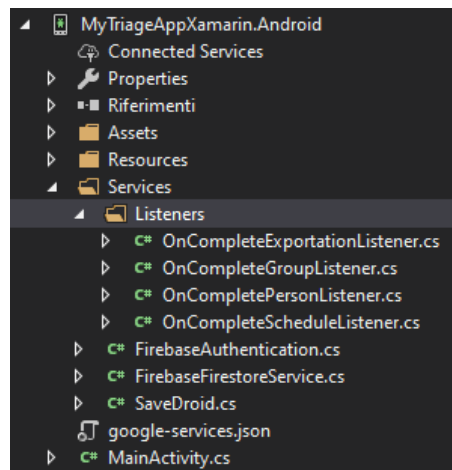 MyTriageAppXamarin.Android
Connected Services
Properties
Riferimenti
Assets
Resources
Services
Listeners
C# OnCompleteExportationListener.cs
C# OnCompleteGroupListener.cs
C# OnCompletePersonListener.cs
C# OnCompleteScheduleListener.cs
C# FirebaseAuthentication.cs
C# FirebaseFirestoreService.cs
C# SaveDroid.cs
google-services.json
C# MainActivity.cs